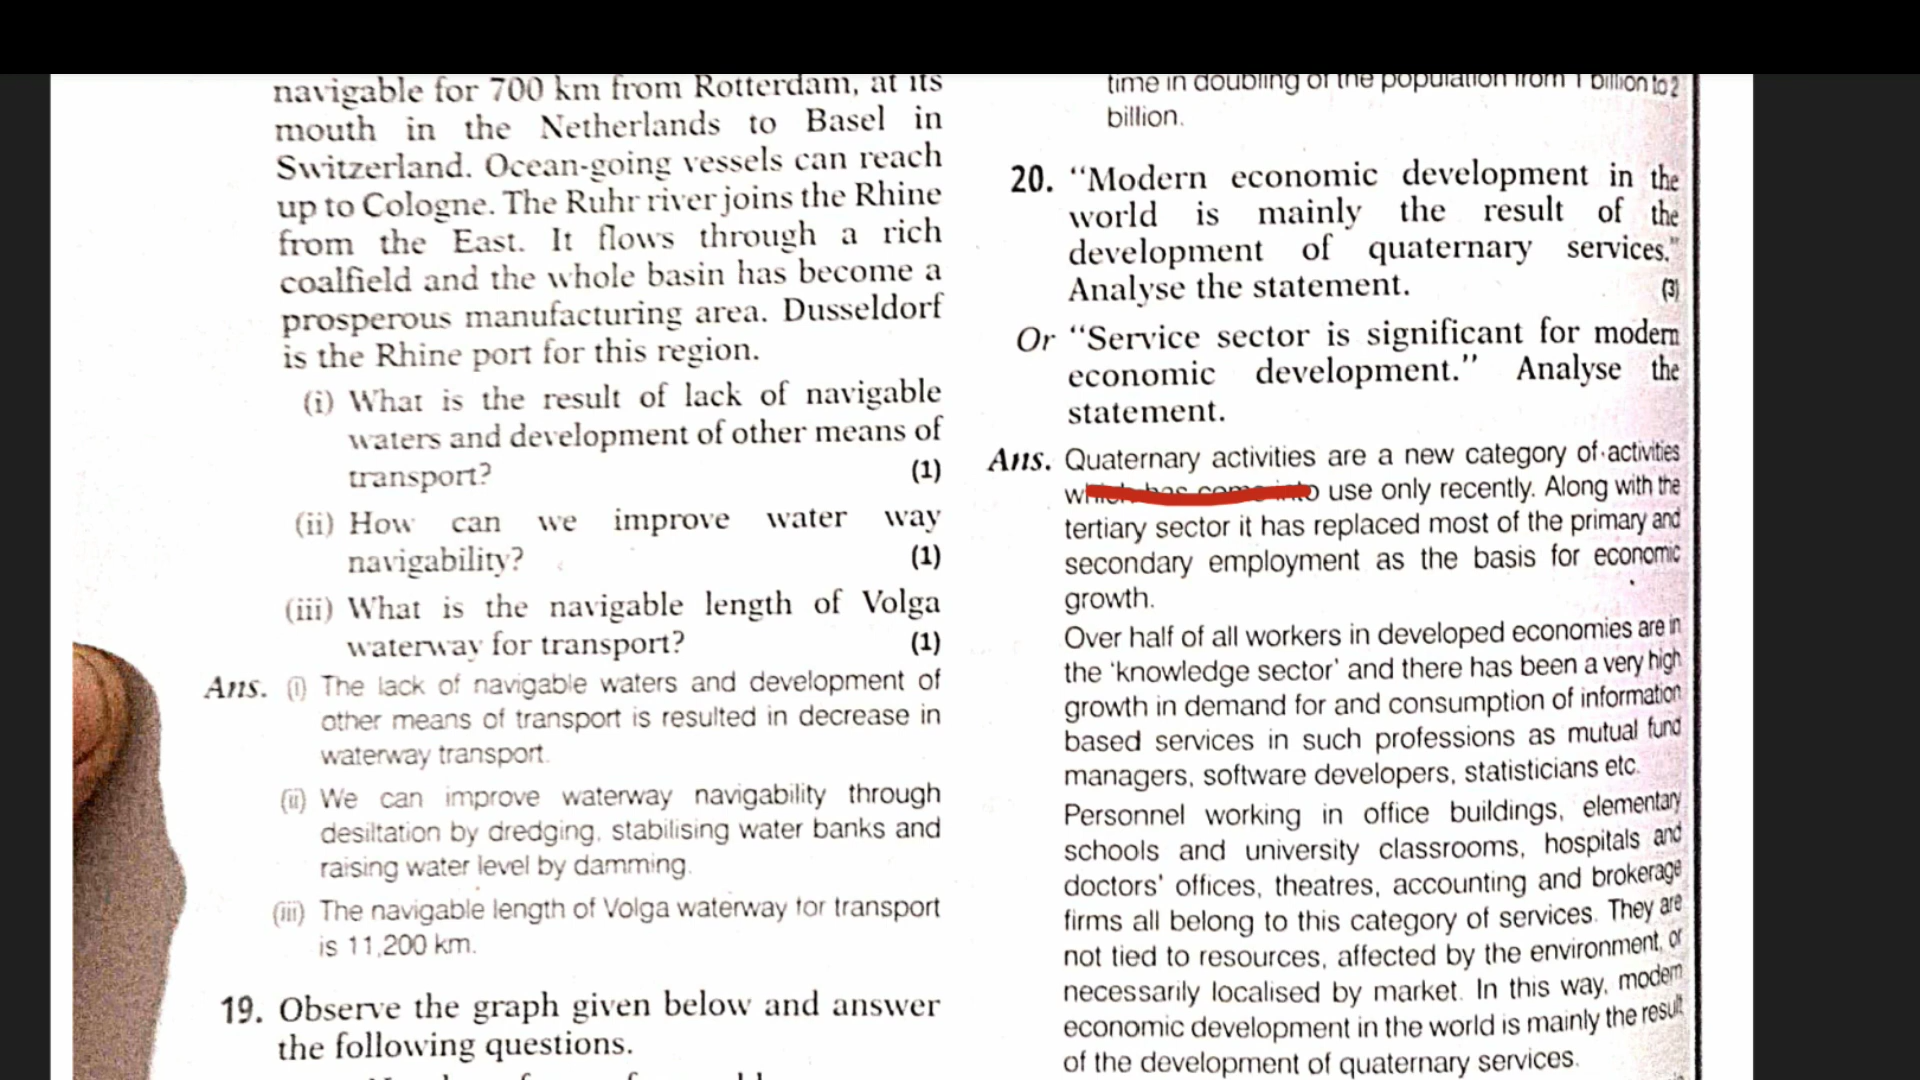 navigable for 700 km from Rotterdam, at its
mouth in the Netherlands to Basel in
Switzerland. Ocean-going vessels can reach
up to Cologne. The Ruhr river joins the Rhine
from the East. It flows through a rich
coalfield and the whole basin has become a
prosperous manufacturing area. Dusseldorf
is the Rhine port for this region.
(i) What is the result of lack of navigable
waters and development of other means of
transport? (1)
(ii) How can we improve water way
navigability? (1)
(iii) What is the navigable length of Volga
waterway for transport? (1)
Ans. (i) The lack of navigable waters and development of
other means of transport is resulted in decrease in
waterway transport.
(ii) We can improve waterway navigability through
desiltation by dredging, stabilising water banks and
raising water level by damming.
(iii) The navigable length of Volga waterway for transport
is 11,200 km.
19. Observe the graph given below and answer
the following questions.
time in doubling of the population from 1 billion to 2
billion.
20. "Modern economic development in the
world is mainly the result of the
development of quaternary services."
Analyse the statement. (3)
Or "Service sector is significant for modern
economic development." Analyse the
statement.
Ans. Quaternary activities are a new category of activities
which has come into use only recently. Along with the
tertiary sector it has replaced most of the primary and
secondary employment as the basis for economic
growth.
Over half of all workers in developed economies are in
the 'knowledge sector' and there has been a very high
growth in demand for and consumption of information
based services in such professions as mutual fund
managers, software developers, statisticians etc.
Personnel working in office buildings, elementary
schools and university classrooms, hospitals and
doctors' offices, theatres, accounting and brokerage
firms all belong to this category of services. They are
not tied to resources, affected by the environment, or
necessarily localised by market. In this way, modern
economic development in the world is mainly the result
of the development of quaternary services.